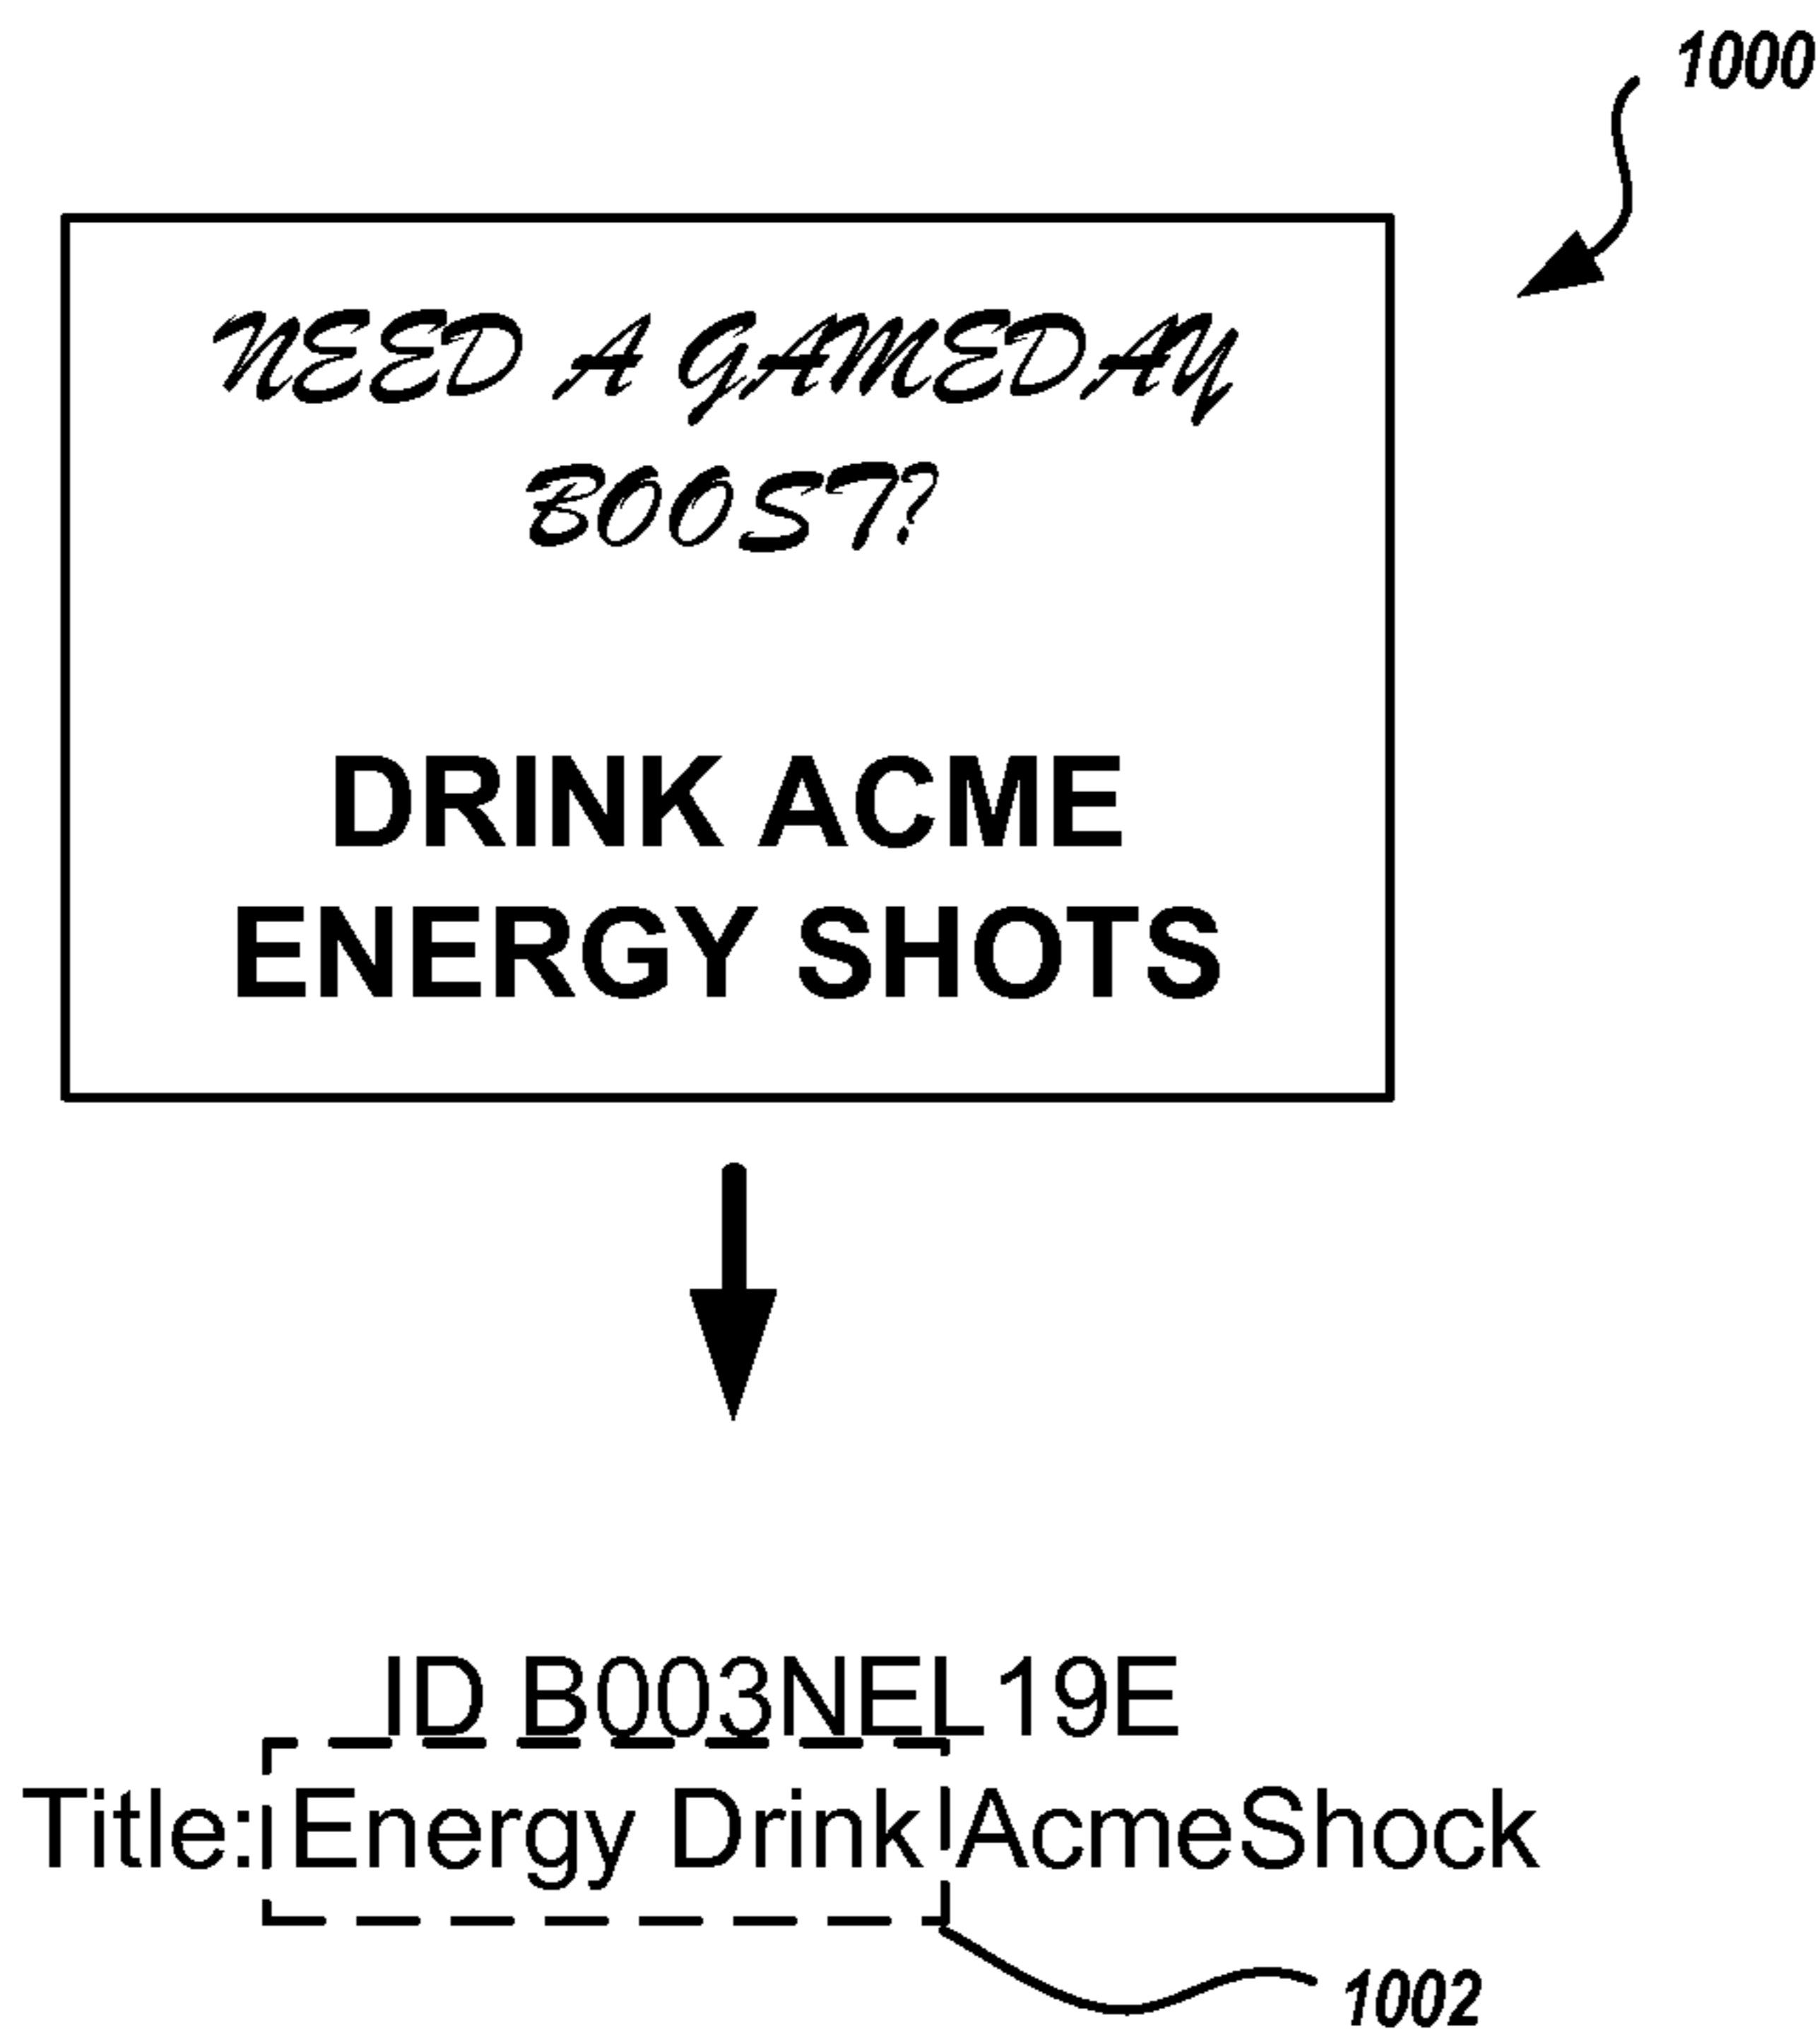 1000
NEED A GAMEDAY
BOOST?
DRINK ACME
ENERGY SHOTS
ID B003NEL19E
Title: Energy Drink AcmeShock
1002